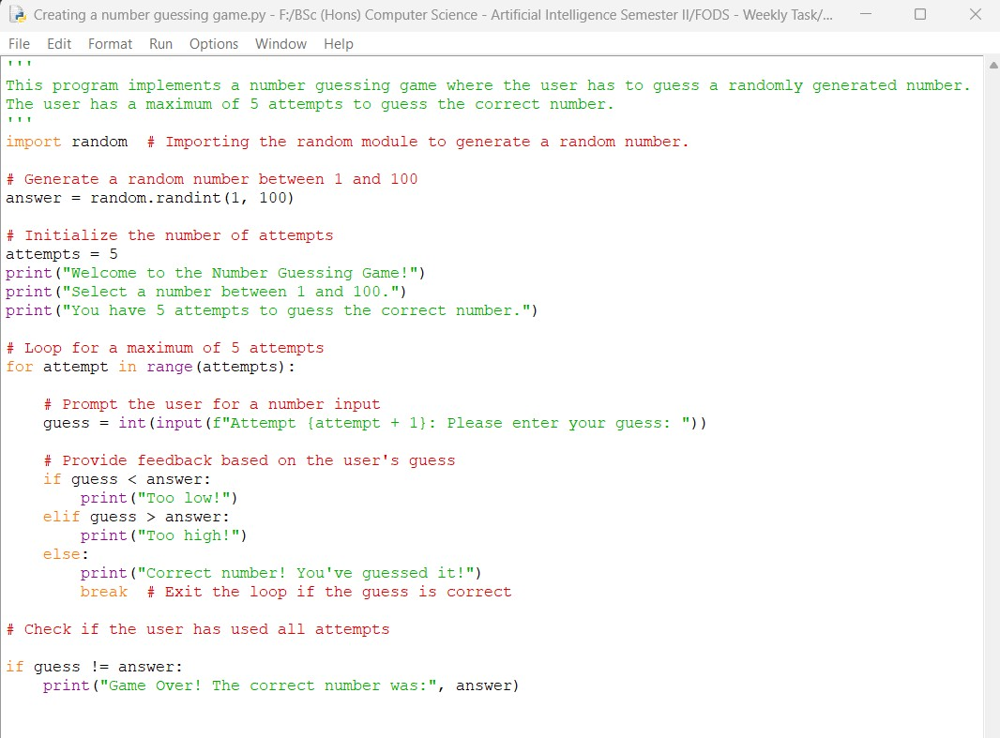 Creating a number guessing game.py - F:/BSc (Hons) Computer Science - Artificial Intelligence Semester II/FODS - Weekly Task/...
File Edit Format Run Options Window Help
'''
This program implements a number guessing game where the user has to guess a randomly generated number.
The user has a maximum of 5 attempts to guess the correct number.
'''
import random  # Importing the random module to generate a random number.

# Generate a random number between 1 and 100
answer = random.randint(1, 100)

# Initialize the number of attempts
attempts = 5
print("Welcome to the Number Guessing Game!")
print("Select a number between 1 and 100.")
print("You have 5 attempts to guess the correct number.")

# Loop for a maximum of 5 attempts
for attempt in range(attempts):

    # Prompt the user for a number input
    guess = int(input(f"Attempt {attempt + 1}: Please enter your guess: "))

    # Provide feedback based on the user's guess
    if guess < answer:
        print("Too low!")
    elif guess > answer:
        print("Too high!")
    else:
        print("Correct number! You've guessed it!")
        break  # Exit the loop if the guess is correct

# Check if the user has used all attempts

if guess != answer:
    print("Game Over! The correct number was:", answer)